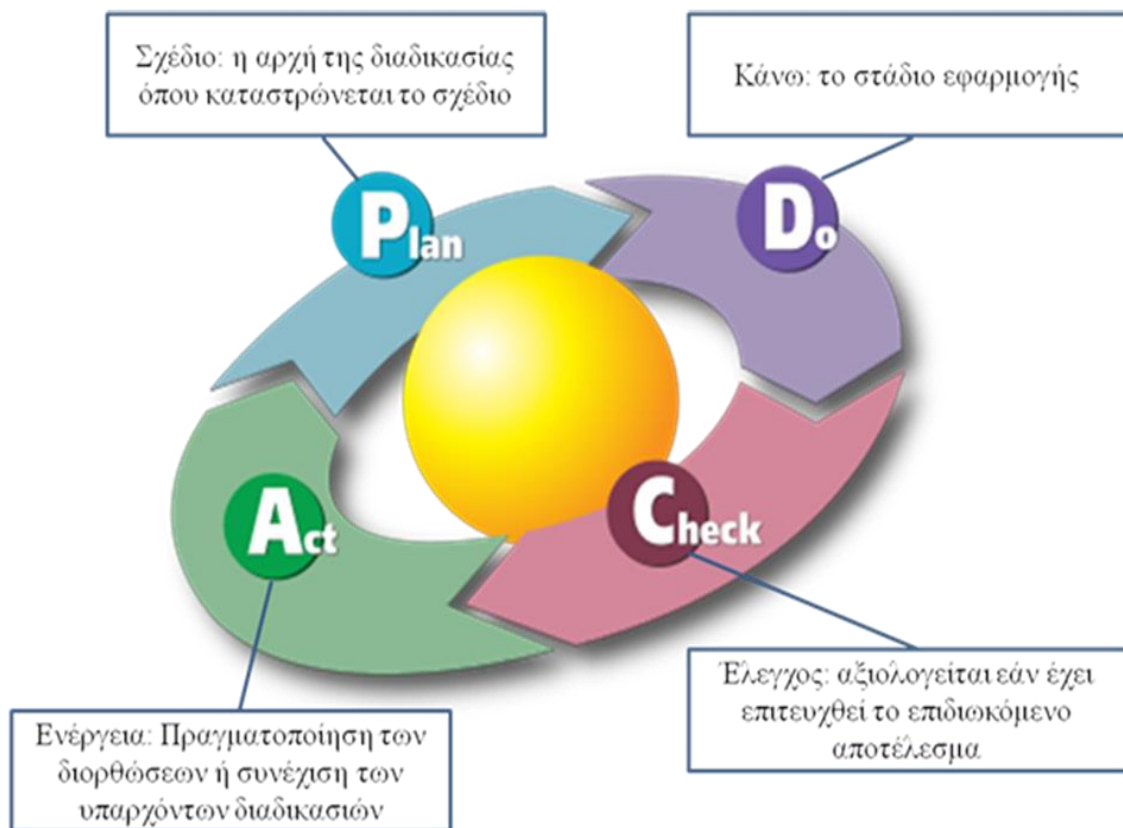 Σχέδιο: η αρχή της διαδικασίας
όπου καταστρώνεται το σχέδιο
Κάνω: το στάδιο εφαρμογής
Plan
Do
Act
Check
Έλεγχος: αξιολογείται εάν έχει
επιτευχθεί το επιδιωκόμενο
αποτέλεσμα
Ενέργεια: Πραγματοποίηση των
διορθώσεων ή συνέχιση των
υπαρχόντων διαδικασιών